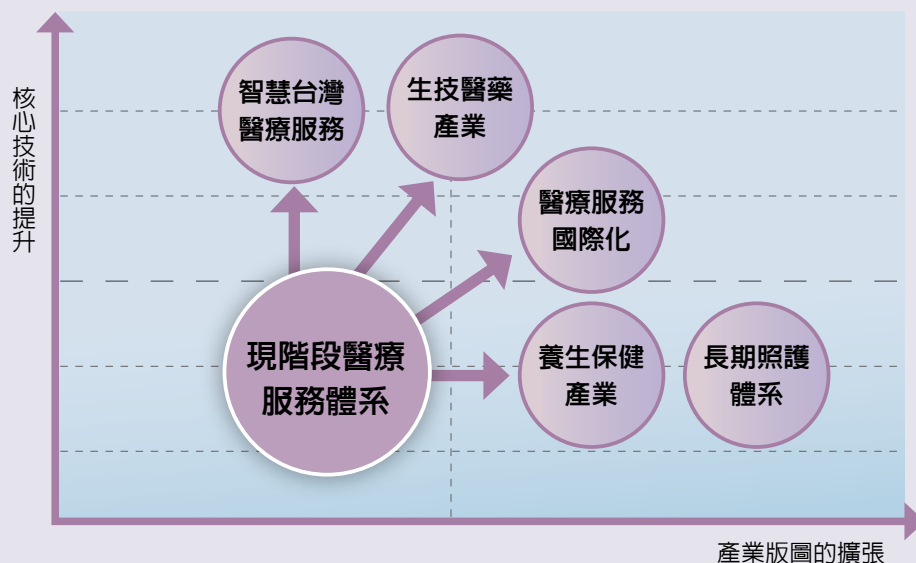 核心技術的提升
智慧台灣
醫療服務
生技醫藥
產業
醫療服務
國際化
現階段醫療
服務體系
養生保健
產業
長期照護
體系
產業版圖的擴張